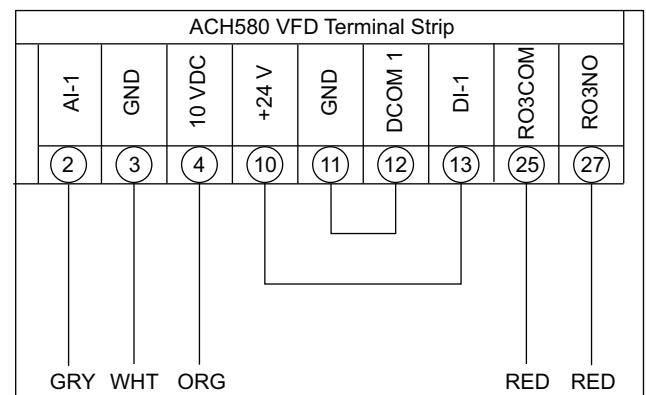 ACH580 VFD Terminal Strip
AI-1 GND 10 VDC +24 V GND DCOM 1 DI-1 RO3COM RO3NO
2 3 4 10 11 12 13 25 27
GRY WHT ORG RED RED